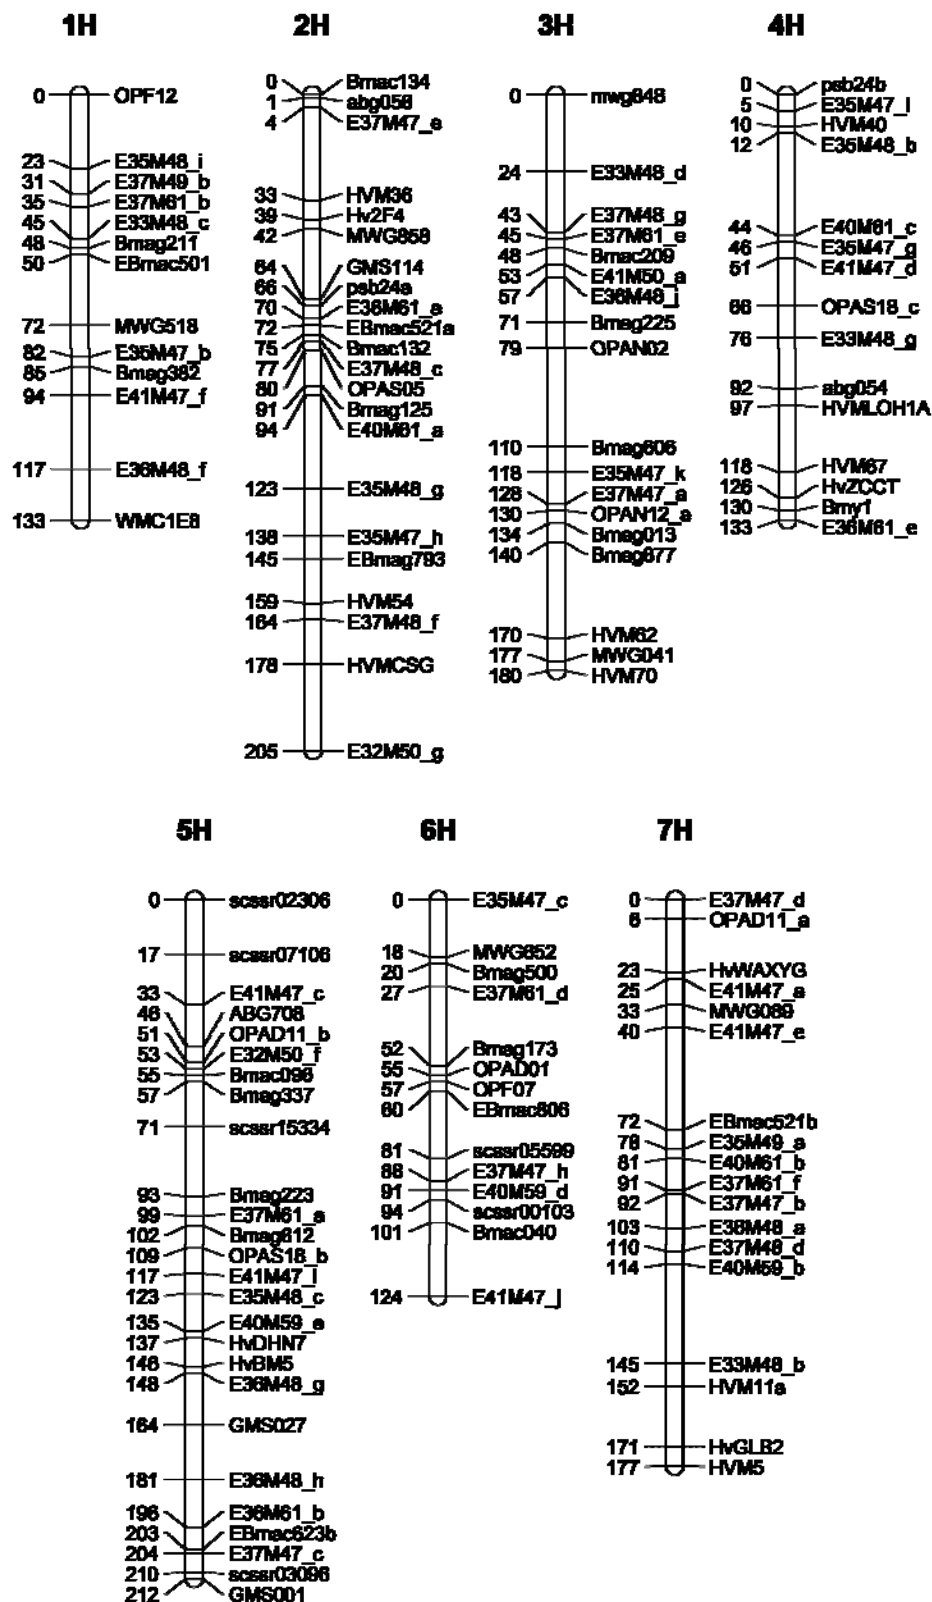 1H
0 OPF12
23 E35M48_i
31 E37M49_b
35 E37M61_b
45 E33M48_c
48 Bmag211
50 EBmac501
72 MWG518
82 E35M47_b
85 Bmag382
94 E41M47_f
117 E36M48_f
133 WMC1E8
2H
0 Bmac134
1 abg058
4 E37M47_e
33 HVM36
39 Hv2F4
42 MWG858
64 GMS114
66 psb24a
70 E36M61_a
72 EBmac521a
75 Bmac132
77 E37M48_c
80 OPAS05
91 Bmag125
94 E40M61_a
123 E35M48_g
138 E35M47_h
145 EBmag793
159 HVM54
164 E37M48_f
178 HVMCSG
205 E32M50_g
3H
0 mwg848
24 E33M48_d
43 E37M48_g
45 E37M61_e
48 Bmac209
53 E41M50_a
57 E36M48_j
71 Bmag225
79 OPAN02
110 Bmag606
118 E35M47_k
128 E37M47_a
130 OPAN12_a
134 Bmag013
140 Bmag877
170 HVM62
177 MWG041
180 HVM70
4H
0 psb24b
5 E35M47_l
10 HVM40
12 E35M48_b
44 E40M61_c
46 E35M47_g
51 E41M47_d
66 OPAS18_c
76 E33M48_g
92 abg054
97 HVMLOH1A
118 HVM67
126 HvZCCT
130 Bmy1
133 E36M61_e
5H
0 scssr02306
17 scssr07106
33 E41M47_c
46 ABG708
51 OPAD11_b
53 E32M50_f
55 Bmac096
57 Bmag337
71 scssr15334
93 Bmag223
99 E37M61_a
102 Bmag812
109 OPAS18_b
117 E41M47_l
123 E35M48_c
135 E40M59_a
137 HvDHN7
146 HvBM5
148 E36M48_g
164 GMS027
181 E36M48_h
196 E36M61_b
203 EBmac623b
204 E37M47_c
210 scssr03096
212 GMS001
6H
0 E35M47_c
18 MWG652
20 Bmag500
27 E37M61_d
52 Bmag173
55 OPAD01
57 OPF07
60 EBmac806
81 scssr05599
88 E37M47_h
91 E40M59_d
94 scssr00103
101 Bmac040
124 E41M47_j
7H
0 E37M47_d
6 OPAD11_a
23 HvWAXYG
25 E41M47_a
33 MWG089
40 E41M47_e
72 EBmac521b
78 E35M49_a
81 E40M61_b
91 E37M61_f
92 E37M47_b
103 E36M48_a
110 E37M48_d
114 E40M59_b
145 E33M48_b
152 HVM11a
171 HvGLB2
177 HVM5